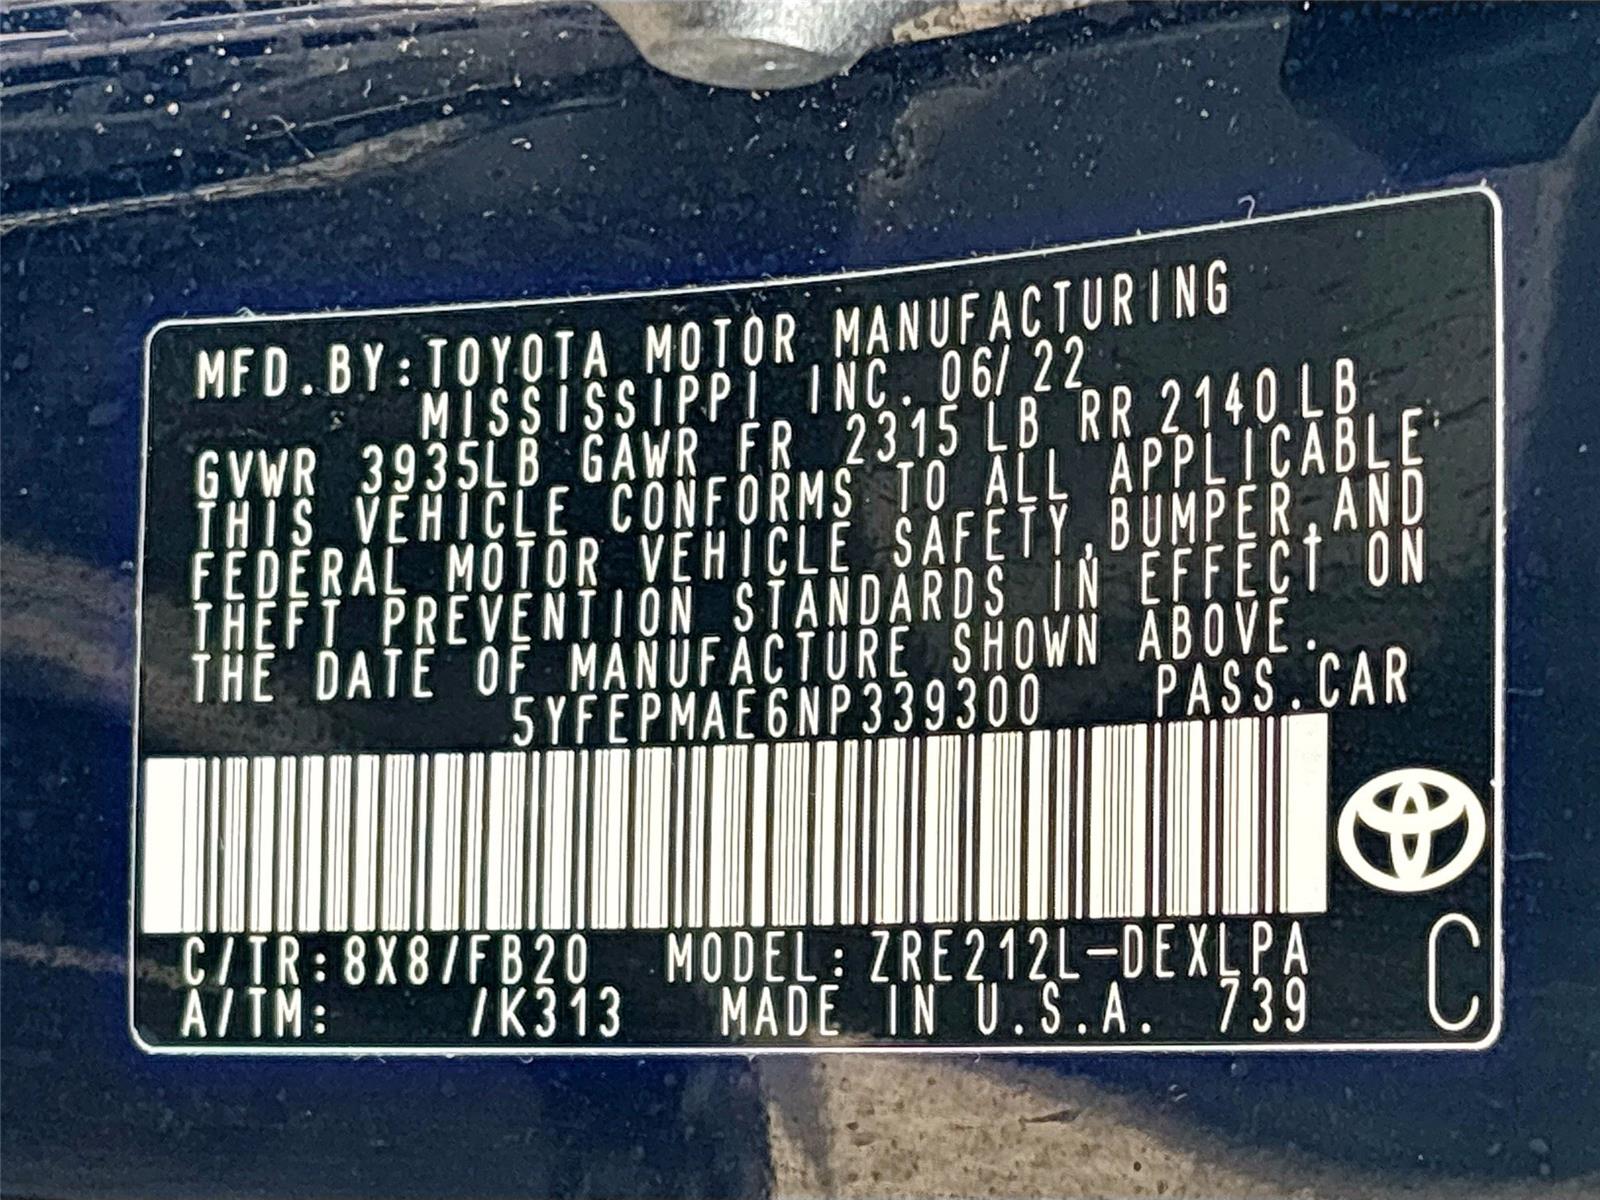 MFD.BY:TOYOTA MOTOR MANUFACTURING
MISSISSIPPI INC. 06/22
GVWR 3935LB GAWR FR 2315 LB RR 2140 LB
THIS VEHICLE CONFORMS TO ALL APPLICABLE
FEDERAL MOTOR VEHICLE SAFETY,BUMPER,AND
THEFT PREVENTION STANDARDS IN EFFECT ON
THE DATE OF MANUFACTURE SHOWN ABOVE.
5YFEPMAE6NP339300 PASS.CAR
C/TR:8X8/FB20 MODEL:ZRE212L-DEXLPA
A/TM: /K313 MADE IN U.S.A. 739
C